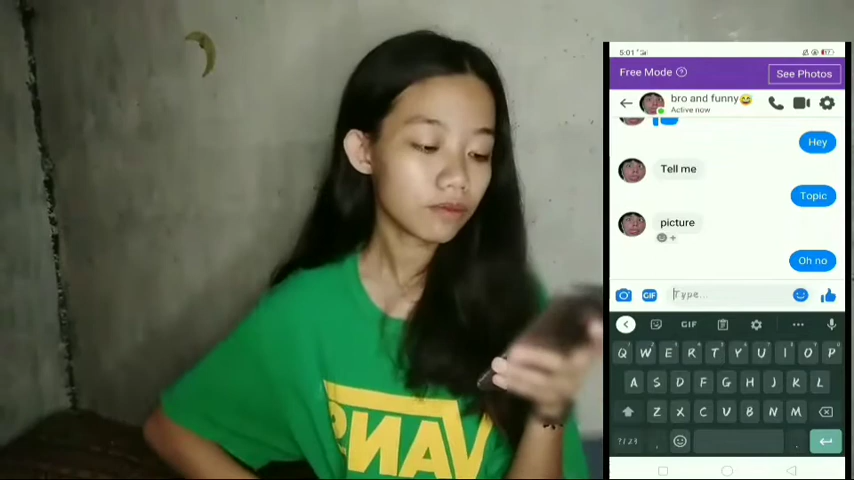 5:01
Free Mode
See Photos
bro and funny😅
Active now
Hey
Tell me
Topic
picture
Oh no
GIF
Type...
GIF
Q W E R T Y U I O P
A S D F G H J K L
Z X C V B N M
?123 , .
VANS